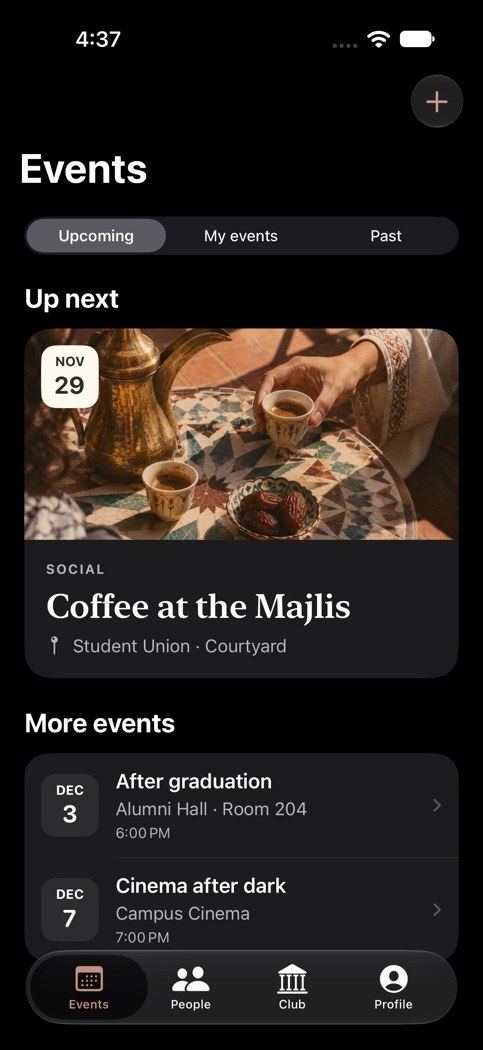 4:37
Events
Upcoming
My events
Past
Up next
NOV
29
SOCIAL
Coffee at the Majlis
Student Union · Courtyard
More events
DEC
3
After graduation
Alumni Hall · Room 204
6:00 PM
DEC
7
Cinema after dark
Campus Cinema
7:00 PM
Events
People
Club
Profile